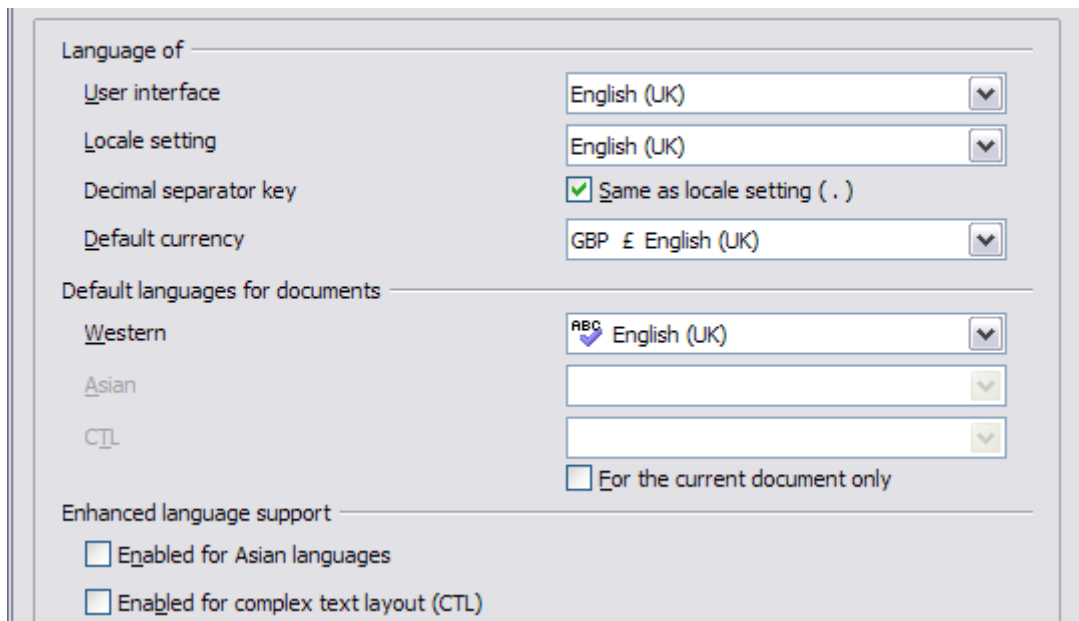 Language of
User interface English (UK)
Locale setting English (UK)
Decimal separator key Same as locale setting ( . )
Default currency GBP £ English (UK)
Default languages for documents
Western ABC English (UK)
Asian
CTL
For the current document only
Enhanced language support
Enabled for Asian languages
Enabled for complex text layout (CTL)